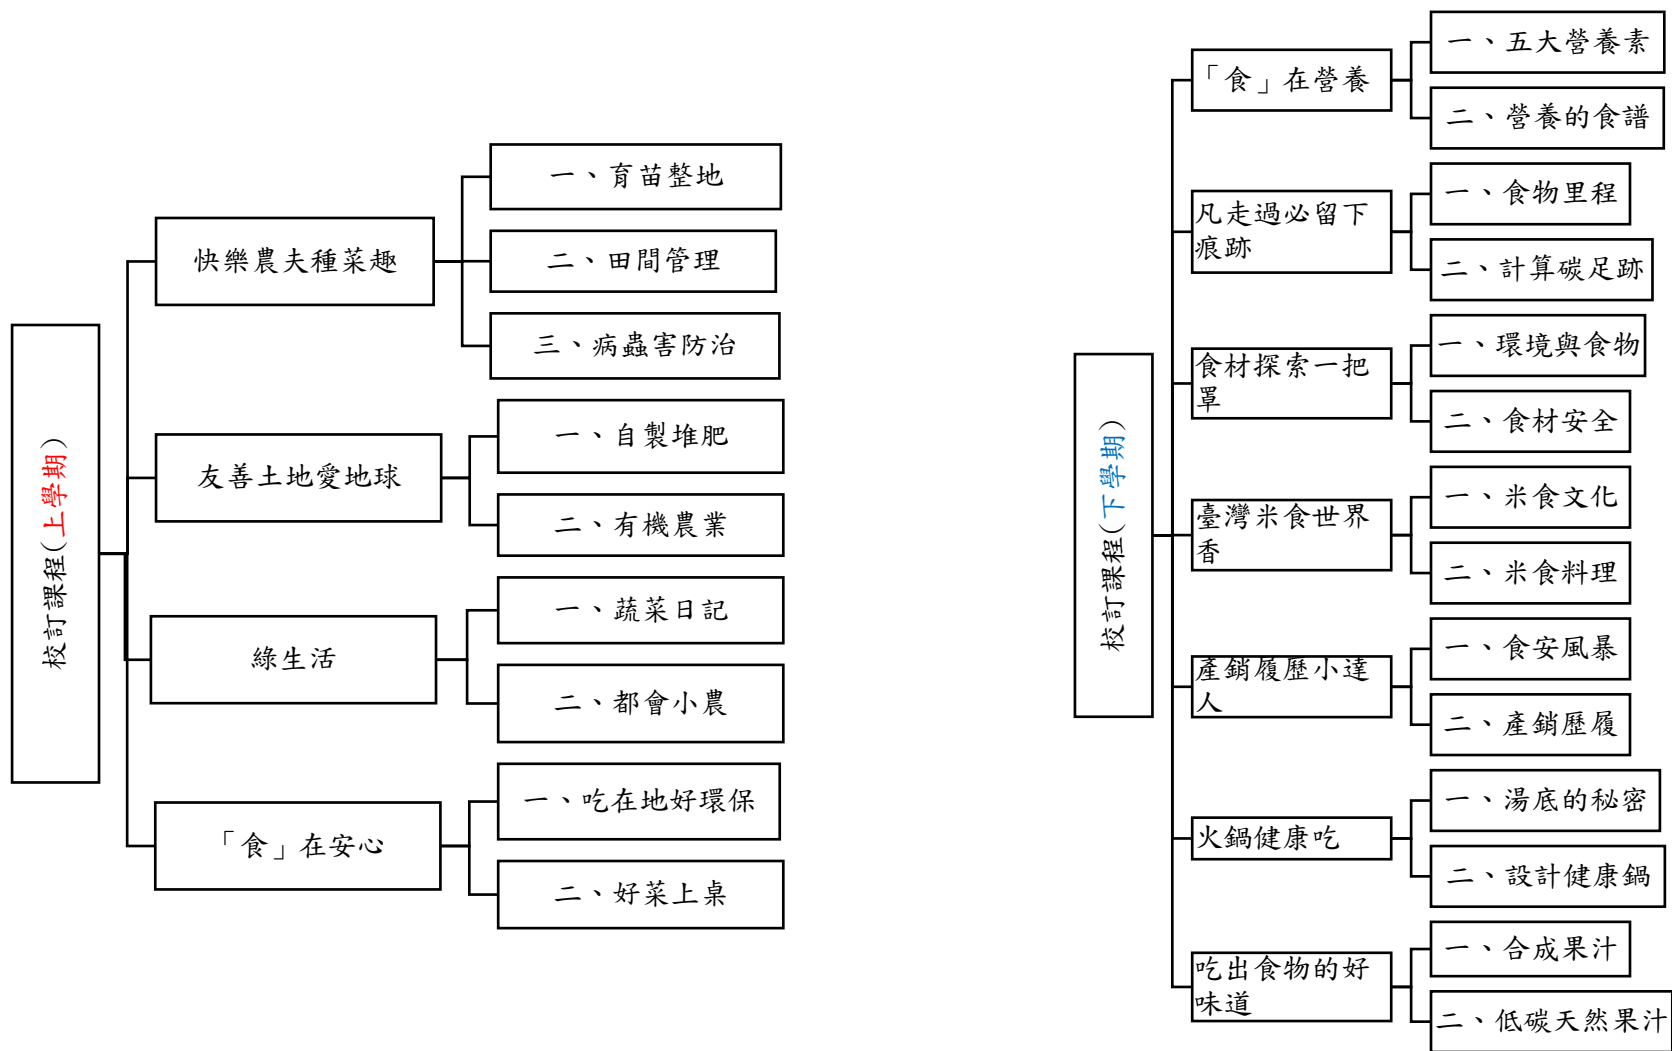 校訂課程(上學期)
快樂農夫種菜趣
一、育苗整地
二、田間管理
三、病蟲害防治
友善土地愛地球
一、自製堆肥
二、有機農業
綠生活
一、蔬菜日記
二、都會小農
「食」在安心
一、吃在地好環保
二、好菜上桌
校訂課程(下學期)
「食」在營養
一、五大營養素
二、營養的食譜
凡走過必留下
痕跡
一、食物里程
二、計算碳足跡
食材探索一把
罩
一、環境與食物
二、食材安全
臺灣米食世界
香
一、米食文化
二、米食料理
產銷履歷小達
人
一、食安風暴
二、產銷歷履
火鍋健康吃
一、湯底的秘密
二、設計健康鍋
吃出食物的好
味道
一、合成果汁
二、低碳天然果汁